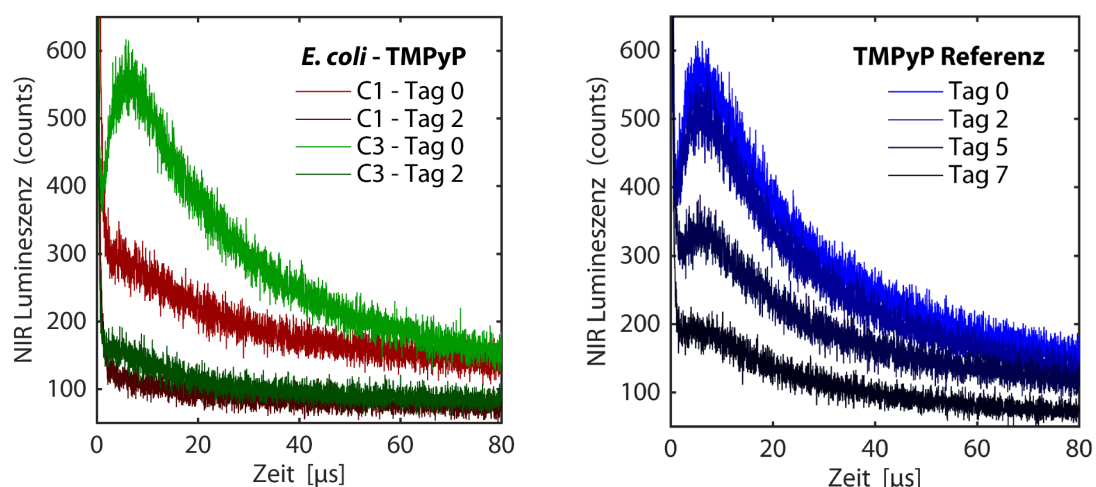 E. coli - TMPyP
C1 - Tag 0
C1 - Tag 2
C3 - Tag 0
C3 - Tag 2
NIR Lumineszenz (counts)
600
500
400
300
200
100
0
20
40
60
80
Zeit [µs]
TMPyP Referenz
Tag 0
Tag 2
Tag 5
Tag 7
NIR Lumineszenz (counts)
600
500
400
300
200
100
0
20
40
60
80
Zeit [µs]